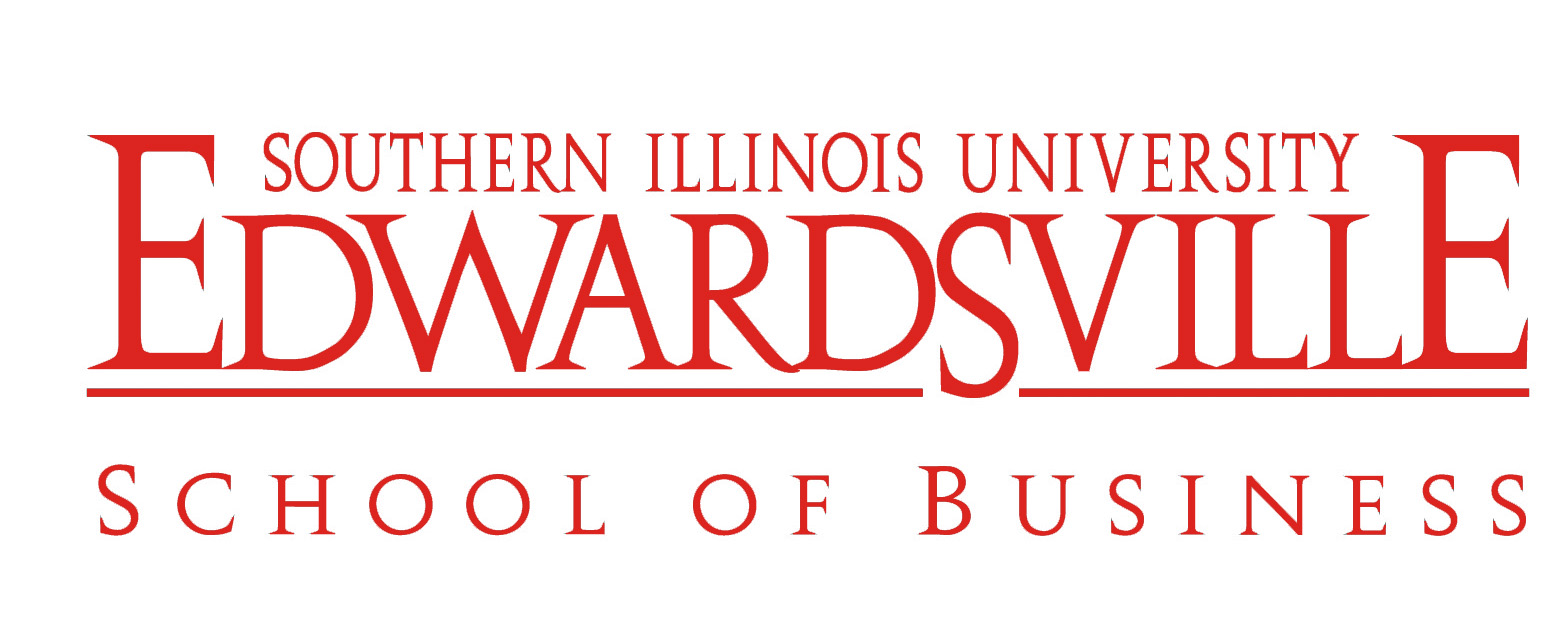 SOUTHERN ILLINOIS UNIVERSITY
EDWARDSVILLE
SCHOOL OF BUSINESS